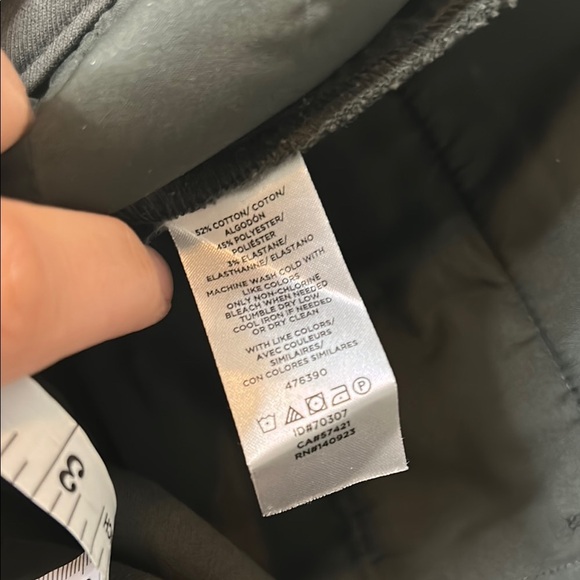 52% COTTON/ COTON/
ALGODÓN
45% POLYESTER/
POLIÉSTER
3% ELASTANE/
ELASTHANNE/ ELASTANO
MACHINE WASH COLD WITH
LIKE COLORS
ONLY NON-CHLORINE
BLEACH WHEN NEEDED
TUMBLE DRY LOW
COOL IRON IF NEEDED
OR DRY CLEAN
WITH LIKE COLORS/
AVEC COULEURS
SIMILAIRES/
CON COLORES SIMILARES
476390
P
ID#70307
CA#57421
RN#140923
3